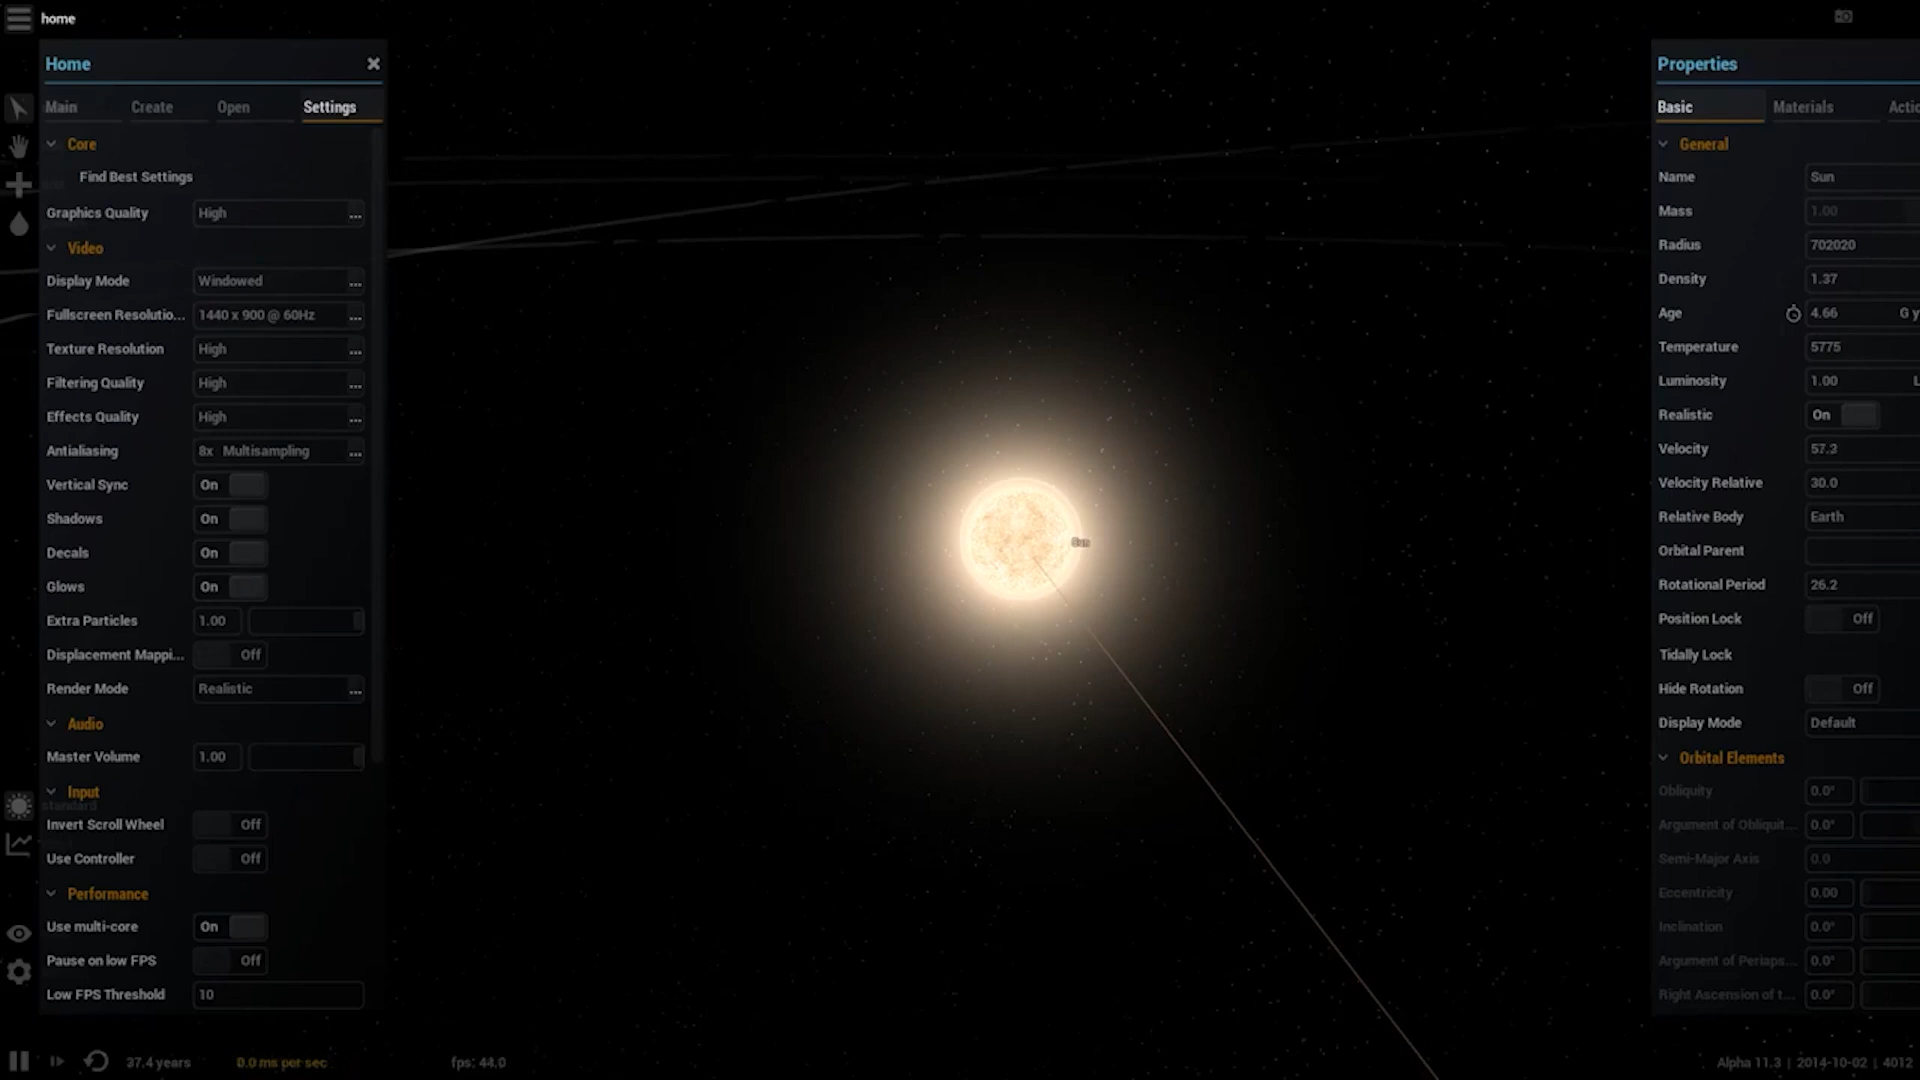 home
Home
Main Create Open Settings
Core
Find Best Settings
Graphics Quality High ...
Video
Display Mode Windowed ...
Fullscreen Resolutio... 1440 x 900 @ 60Hz ...
Texture Resolution High ...
Filtering Quality High ...
Effects Quality High ...
Antialiasing 8x Multisampling ...
Vertical Sync On
Shadows On
Decals On
Glows On
Extra Particles 1.00
Displacement Mappi... Off
Render Mode Realistic ...
Audio
Master Volume 1.00
Input
standard
Invert Scroll Wheel Off
Use Controller Off
Performance
Use multi-core On
Pause on low FPS Off
Low FPS Threshold 10
37.4 years 0.0 ms per sec fps: 44.0
Sun
Properties
Basic Materials Actio
General
Name Sun
Mass 1.00
Radius 702020
Density 1.37
Age 4.66 G y
Temperature 5775
Luminosity 1.00 L
Realistic On
Velocity 57.3
Velocity Relative 30.0
Relative Body Earth
Orbital Parent
Rotational Period 26.2
Position Lock Off
Tidally Lock
Hide Rotation Off
Display Mode Default
Orbital Elements
Obliquity 0.0°
Argument of Obliquit... 0.0°
Semi-Major Axis 0.0
Eccentricity 0.00
Inclination 0.0°
Argument of Periaps... 0.0°
Right Ascension of t... 0.0°
Alpha 11.3 | 2014-10-02 | 4012